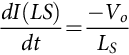 dI(LS)/dt = -V_o/L_S